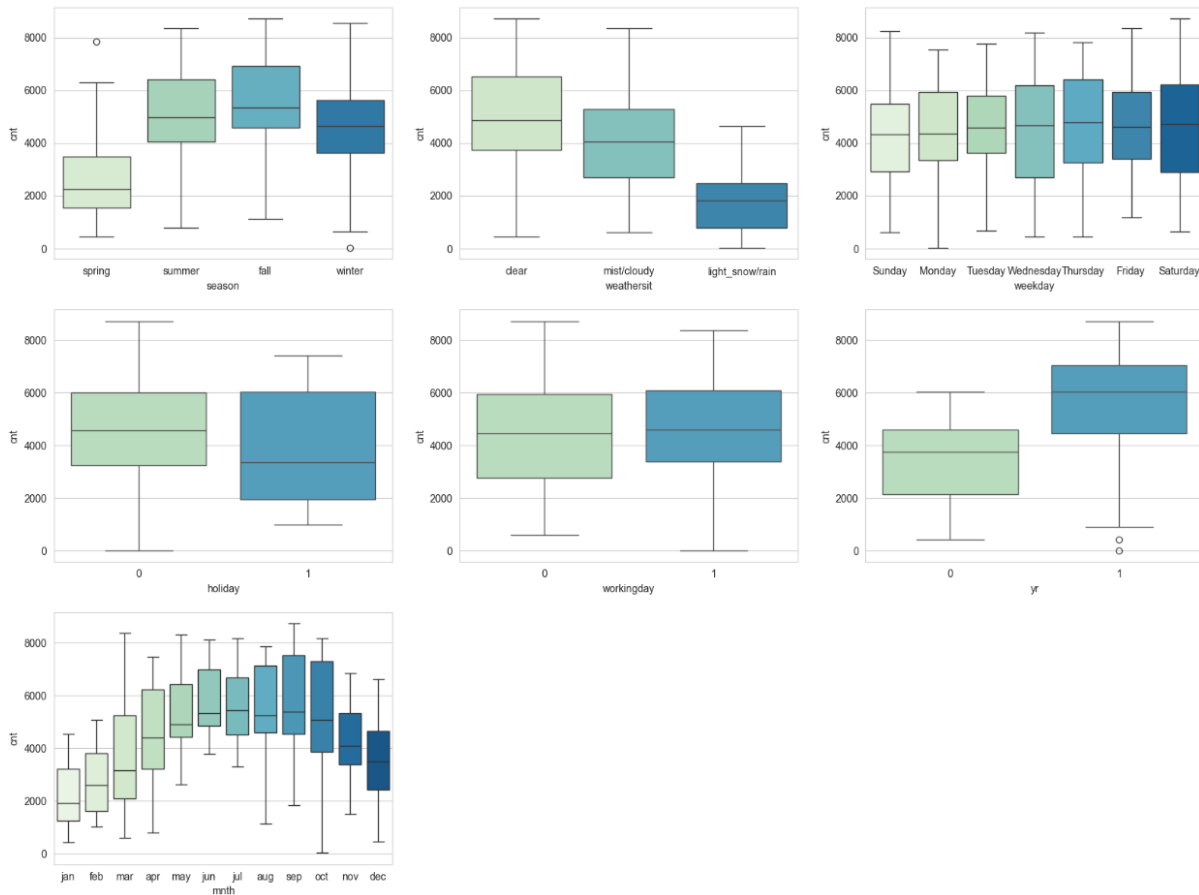 8000
6000
4000
2000
0
cnt
spring summer fall winter
season
8000
6000
4000
2000
0
cnt
clear mist/cloudy light_snow/rain
weathersit
8000
6000
4000
2000
0
cnt
Sunday Monday Tuesday Wednesday Thursday Friday Saturday
weekday
8000
6000
4000
2000
0
cnt
0 1
holiday
8000
6000
4000
2000
0
cnt
0 1
workingday
8000
6000
4000
2000
0
cnt
0 1
yr
8000
6000
4000
2000
0
cnt
jan feb mar apr may jun jul aug sep oct nov dec
mnth